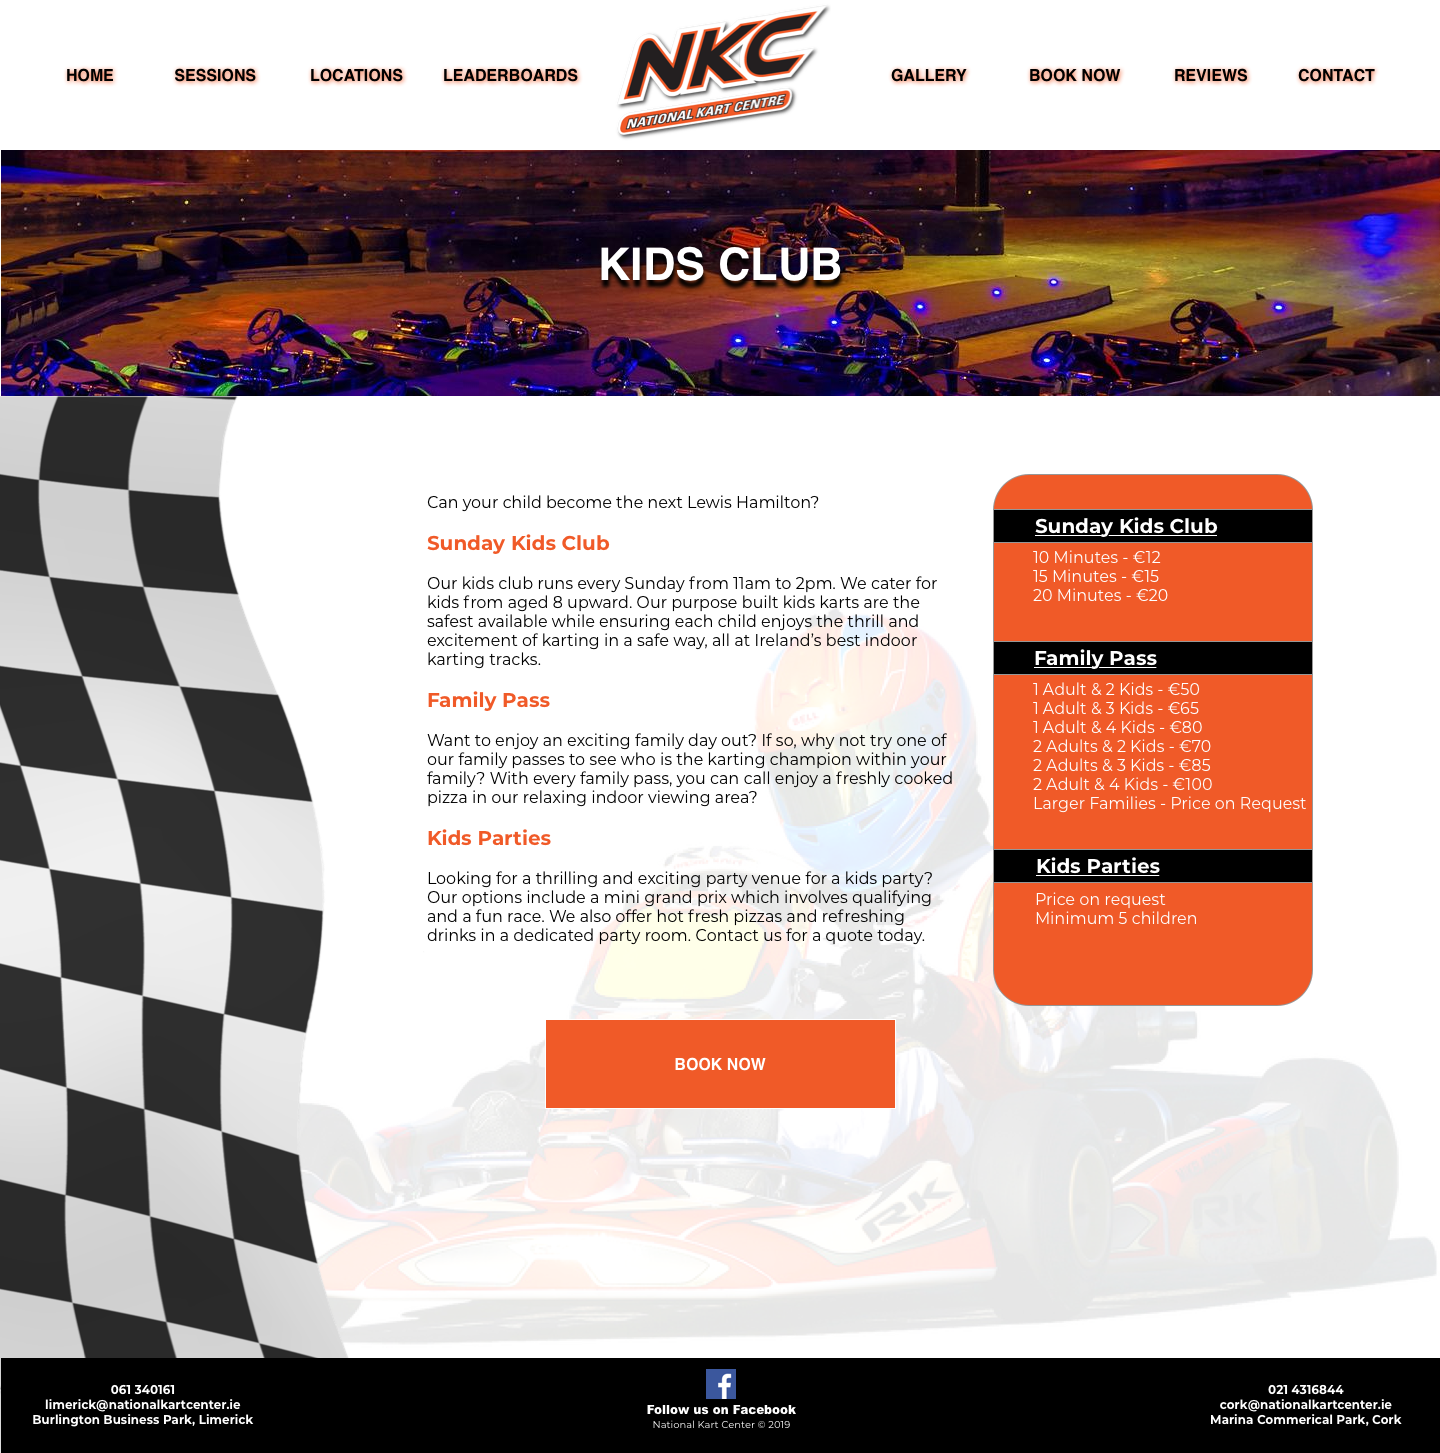 HOME
SESSIONS
LOCATIONS
LEADERBOARDS
NKC
NATIONAL KART CENTRE
GALLERY
BOOK NOW
REVIEWS
CONTACT
KIDS CLUB
Can your child become the next Lewis Hamilton?
Sunday Kids Club
Our kids club runs every Sunday from 11am to 2pm. We cater for
kids from aged 8 upward. Our purpose built kids karts are the
safest available while ensuring each child enjoys the thrill and
excitement of karting in a safe way, all at Ireland's best indoor
karting tracks.
Family Pass
Want to enjoy an exciting family day out? If so, why not try one of
our family passes to see who is the karting champion within your
family? With every family pass, you can call enjoy a freshly cooked
pizza in our relaxing indoor viewing area?
Kids Parties
Looking for a thrilling and exciting party venue for a kids party?
Our options include a mini grand prix which involves qualifying
and a fun race. We also offer hot fresh pizzas and refreshing
drinks in a dedicated party room. Contact us for a quote today.
Sunday Kids Club
10 Minutes - €12
15 Minutes - €15
20 Minutes - €20
Family Pass
1 Adult & 2 Kids - €50
1 Adult & 3 Kids - €65
1 Adult & 4 Kids - €80
2 Adults & 2 Kids - €70
2 Adults & 3 Kids - €85
2 Adult & 4 Kids - €100
Larger Families - Price on Request
Kids Parties
Price on request
Minimum 5 children
BELL
BOOK NOW
RK
RK
061 340161
limerick@nationalkartcenter.ie
Burlington Business Park, Limerick
f
Follow us on Facebook
National Kart Center © 2019
021 4316844
cork@nationalkartcenter.ie
Marina Commerical Park, Cork